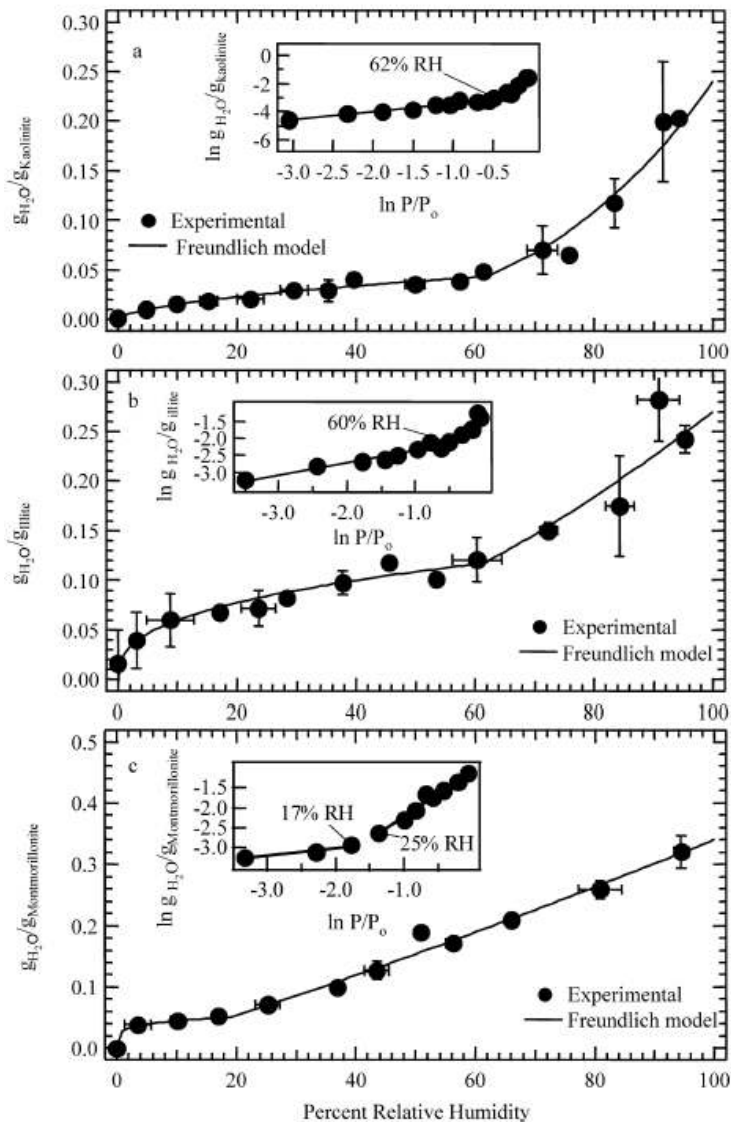 a
0.30
0.25
0.20
0.15
0.10
0.05
0.00
gH₂O/gKaolinite
0
-2
-4
-6
ln g H₂O/gkaolinite
62% RH
-3.0 -2.5 -2.0 -1.5 -1.0 -0.5
ln P/Po
Experimental
Freundlich model
0 20 40 60 80 100
b
0.30
0.25
0.20
0.15
0.10
0.05
0.00
gH₂O/gIllite
-1.5
-2.0
-2.5
-3.0
ln g H₂O/g illite
60% RH
-3.0 -2.0 -1.0
ln P/Po
Experimental
Freundlich model
0 20 40 60 80 100
c
0.5
0.4
0.3
0.2
0.1
0.0
gH₂O/gMontmorillonite
-1.5
-2.0
-2.5
-3.0
ln g H₂O/gMontmorillonite
17% RH
25% RH
-3.0 -2.0 -1.0
ln P/Po
Experimental
Freundlich model
0 20 40 60 80 100
Percent Relative Humidity